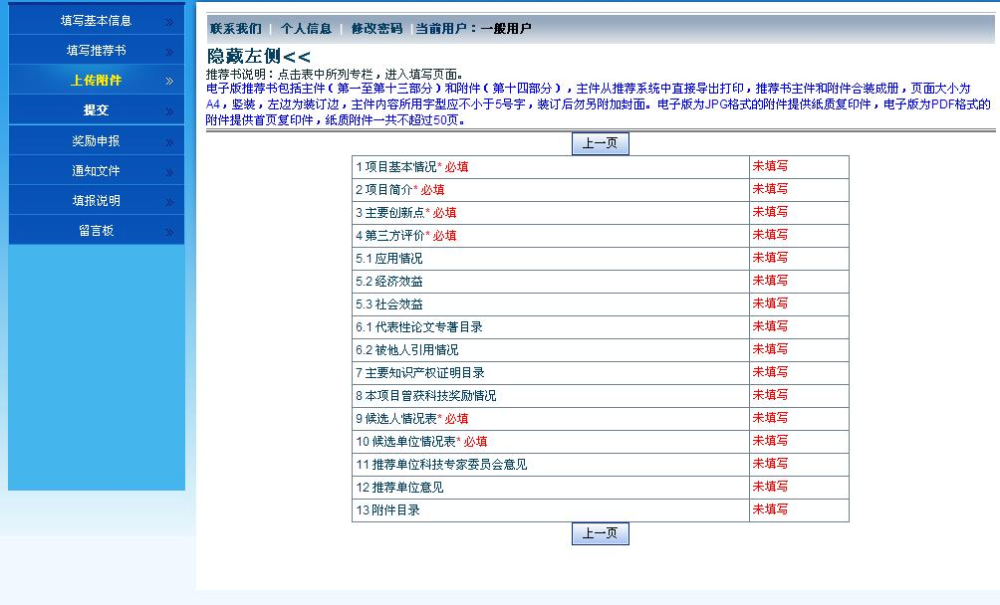 填写基本信息 »
填写推荐书 »
上传附件 »
提交 »
奖励申报 »
通知文件 »
填报说明 »
留言板 »
联系我们 | 个人信息 | 修改密码 |当前用户：一般用户
隐藏左侧<<
推荐书说明：点击表中所列专栏，进入填写页面。
电子版推荐书包括主件（第一至第十三部分）和附件（第十四部分），主件从推荐系统中直接导出打印，推荐书主件和附件合装成册，页面大小为
A4，竖装，左边为装订边，主件内容所用字型应不小于5号字，装订后勿另附加封面。电子版为JPG格式的附件提供纸质复印件，电子版为PDF格式的
附件提供首页复印件，纸质附件一共不超过50页。
上一页
1 项目基本情况* 必填 未填写
2 项目简介* 必填 未填写
3 主要创新点* 必填 未填写
4 第三方评价* 必填 未填写
5.1 应用情况 未填写
5.2 经济效益 未填写
5.3 社会效益 未填写
6.1 代表性论文专著目录 未填写
6.2 被他人引用情况 未填写
7 主要知识产权证明目录 未填写
8 本项目曾获科技奖励情况 未填写
9 候选人情况表* 必填 未填写
10 候选单位情况表* 必填 未填写
11 推荐单位科技专家委员会意见 未填写
12 推荐单位意见 未填写
13 附件目录 未填写
上一页